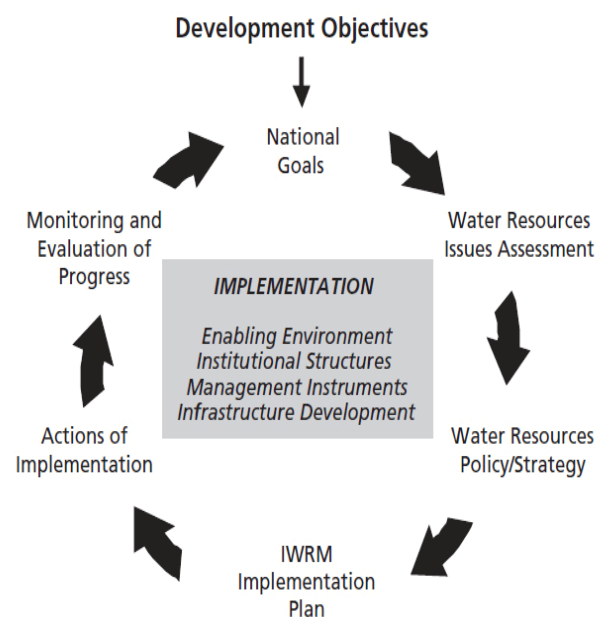 Development Objectives
National
Goals
Water Resources
Issues Assessment
Water Resources
Policy/Strategy
IWRM
Implementation
Plan
Actions of
Implementation
Monitoring and
Evaluation of
Progress
IMPLEMENTATION
Enabling Environment
Institutional Structures
Management Instruments
Infrastructure Development